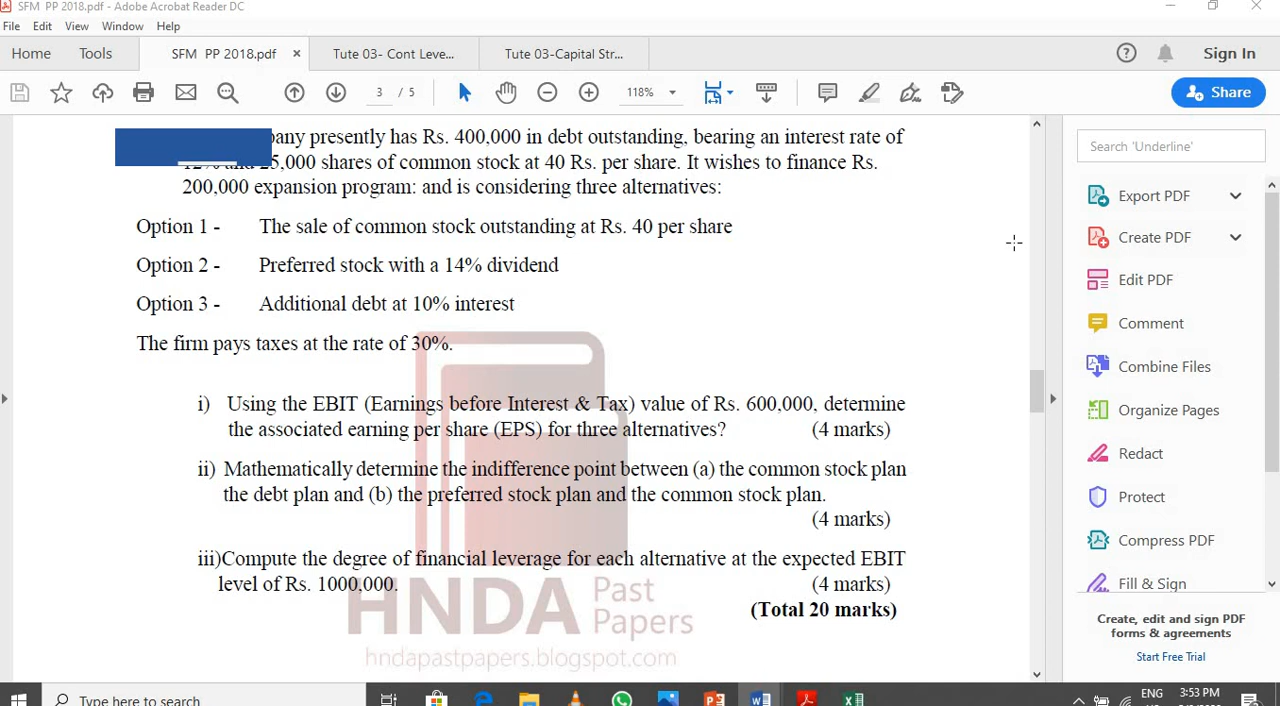 SFM PP 2018.pdf - Adobe Acrobat Reader DC
File Edit View Window Help
Home Tools SFM PP 2018.pdf × Tute 03- Cont Leve... Tute 03-Capital Str... Sign In
3 / 5 118% Share
pany presently has Rs. 400,000 in debt outstanding, bearing an interest rate of
12% and 25,000 shares of common stock at 40 Rs. per share. It wishes to finance Rs.
200,000 expansion program: and is considering three alternatives:
Option 1 - The sale of common stock outstanding at Rs. 40 per share
Option 2 - Preferred stock with a 14% dividend
Option 3 - Additional debt at 10% interest
The firm pays taxes at the rate of 30%.
i) Using the EBIT (Earnings before Interest & Tax) value of Rs. 600,000, determine
the associated earning per share (EPS) for three alternatives? (4 marks)
ii) Mathematically determine the indifference point between (a) the common stock plan
the debt plan and (b) the preferred stock plan and the common stock plan.
(4 marks)
iii)Compute the degree of financial leverage for each alternative at the expected EBIT
level of Rs. 1000,000. (4 marks)
(Total 20 marks)
HNDA Past
Papers
hndapastpapers.blogspot.com
Search 'Underline'
Export PDF
Create PDF
Edit PDF
Comment
Combine Files
Organize Pages
Redact
Protect
Compress PDF
Fill & Sign
Create, edit and sign PDF
forms & agreements
Start Free Trial
Type here to search
ENG 3:53 PM